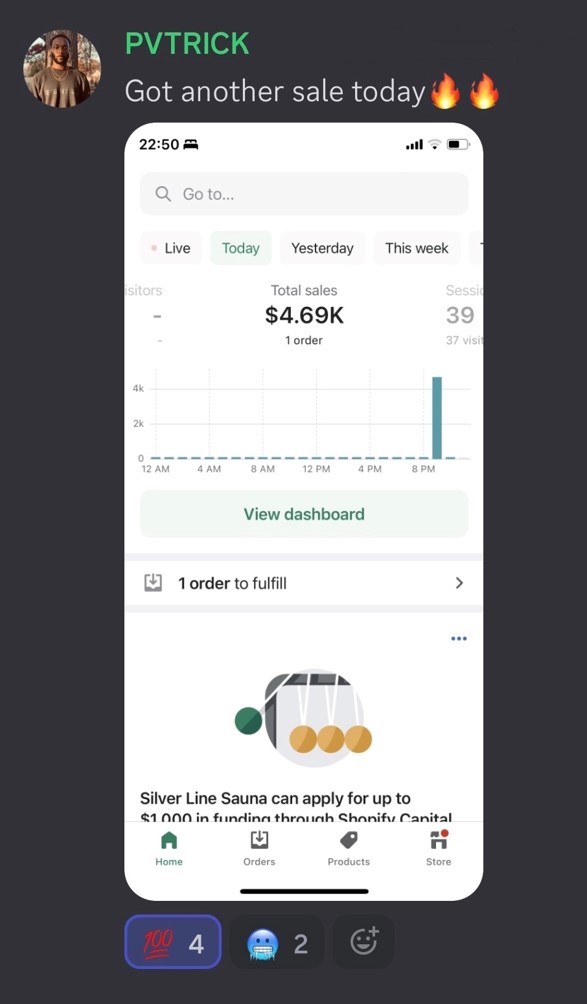 PVTRICK
Got another sale today🔥🔥
22:50
Go to...
Live Today Yesterday This week
isitors Total sales Sessi
- $4.69K 39
- 1 order 37 visit
4k
2k
0
12 AM 4 AM 8 AM 12 PM 4 PM 8 PM
View dashboard
1 order to fulfill
Silver Line Sauna can apply for up to
$1,000 in funding through Shopify Capital
Home Orders Products Store
💯 4 🥶 2